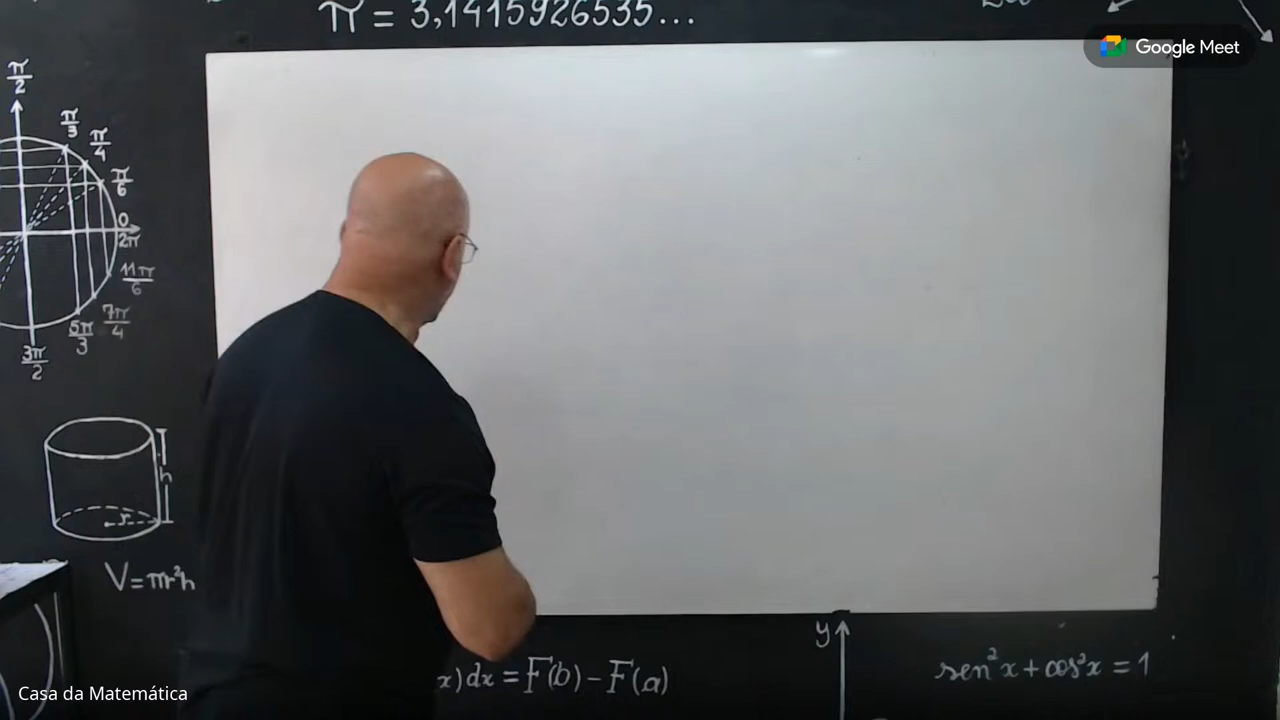 π = 3,1415926535...
Google Meet
π/2
π/3
π/4
π/6
0
2π
11π/6
7π/4
5π/3
3π/2
h
r
V=πr²h
y
x)dx = F(b) - F(a)
sen²x + cos²x = 1
Casa da Matemática